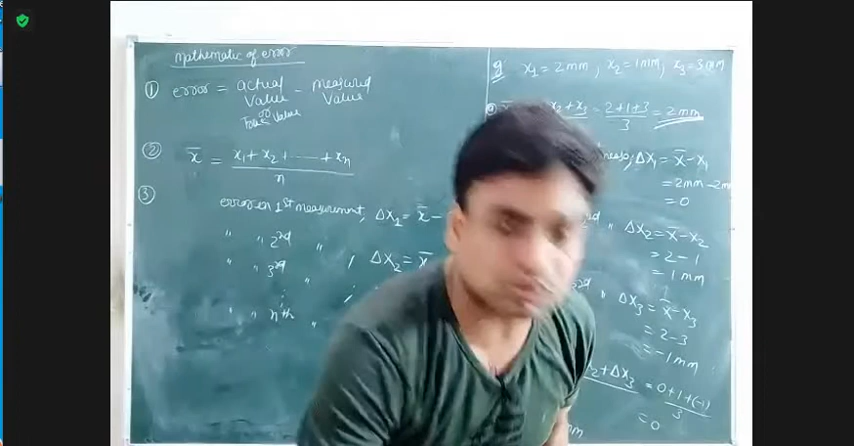 mathematic of error
① error = actual Value - measured Value
or
True Value
② x̄ = x₁ + x₂ + ------ + xₙ / n
③ error in 1st measurement, Δx₁ = x̄ -
" " 2nd " , Δx₂ = x̄
" " 3rd " ,
" " nth "
eg x₁ = 2mm, x₂ = 1mm, x₃ = 3mm
x₂ + x₃ = 2+1+3 / 3 = 2mm
Δx₁ = x̄ - x₁
= 2mm - 2mm
= 0
" Δx₂ = x̄ - x₂
= 2 - 1
= 1 mm
" Δx₃ = x̄ - x₃
= 2 - 3
= -1 mm
+ Δx₃ = 0 + 1 + (-1) / 3
= 0
mm